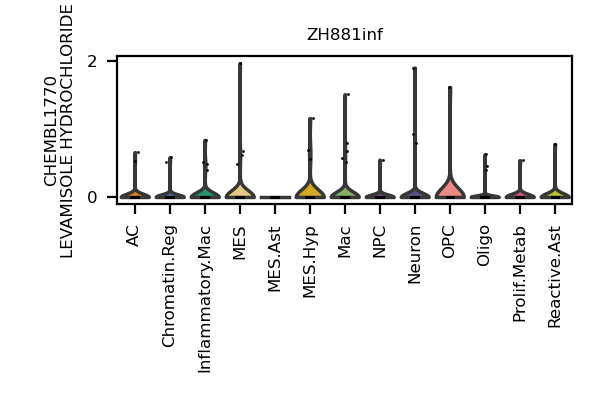 ZH881inf
CHEMBL1770
LEVAMISOLE HYDROCHLORIDE
2
0
AC
Chromatin.Reg
Inflammatory.Mac
MES
MES.Ast
MES.Hyp
Mac
NPC
Neuron
OPC
Oligo
Prolif.Metab
Reactive.Ast